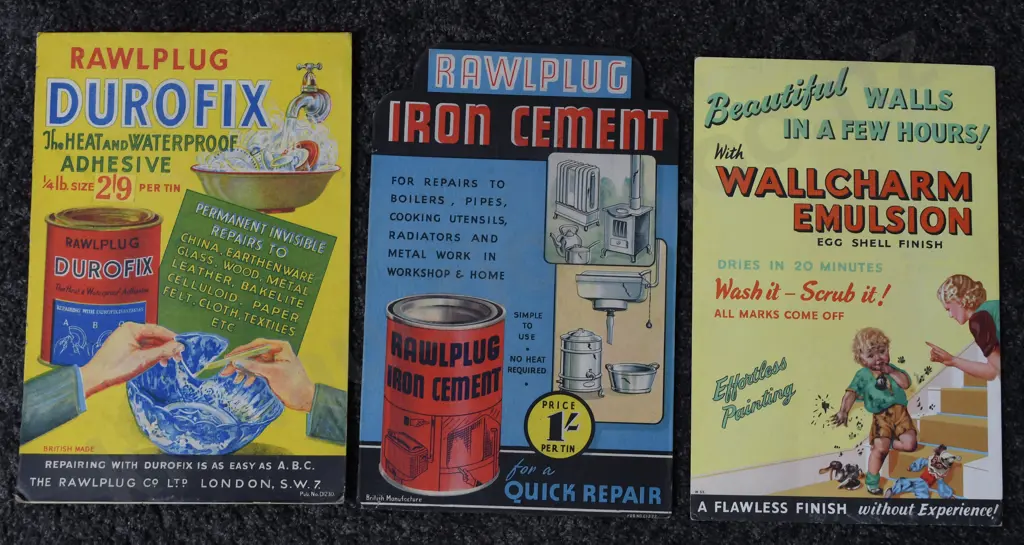 RAWLPLUG
DUROFIX
The HEAT AND WATERPROOF
ADHESIVE
1/4 lb. SIZE 2'9 PER TIN
RAWLPLUG
DUROFIX
The Heat & Waterproof Adhesive
A B C
PERMANENT INVISIBLE
REPAIRS TO
CHINA, EARTHENWARE
GLASS, WOOD, METAL
LEATHER, BAKELITE
CELLULOID, PAPER
FELT, CLOTH, TEXTILES
ETC
BRITISH MADE
REPAIRING WITH DUROFIX IS AS EASY AS A.B.C.
THE RAWLPLUG CO LTD LONDON, S.W.7.
RAWLPLUG
IRON CEMENT
FOR REPAIRS TO
BOILERS, PIPES,
COOKING UTENSILS,
RADIATORS AND
METAL WORK IN
WORKSHOP & HOME
SIMPLE
TO
USE
•
NO HEAT
REQUIRED
•
RAWLPLUG
IRON CEMENT
PRICE
1/-
PER TIN
for a
QUICK REPAIR
British Manufacture
Beautiful WALLS
IN A FEW HOURS!
With
WALLCHARM
EMULSION
EGG SHELL FINISH
DRIES IN 20 MINUTES
Wash it - Scrub it!
ALL MARKS COME OFF
Effortless
Painting
A FLAWLESS FINISH without Experience!